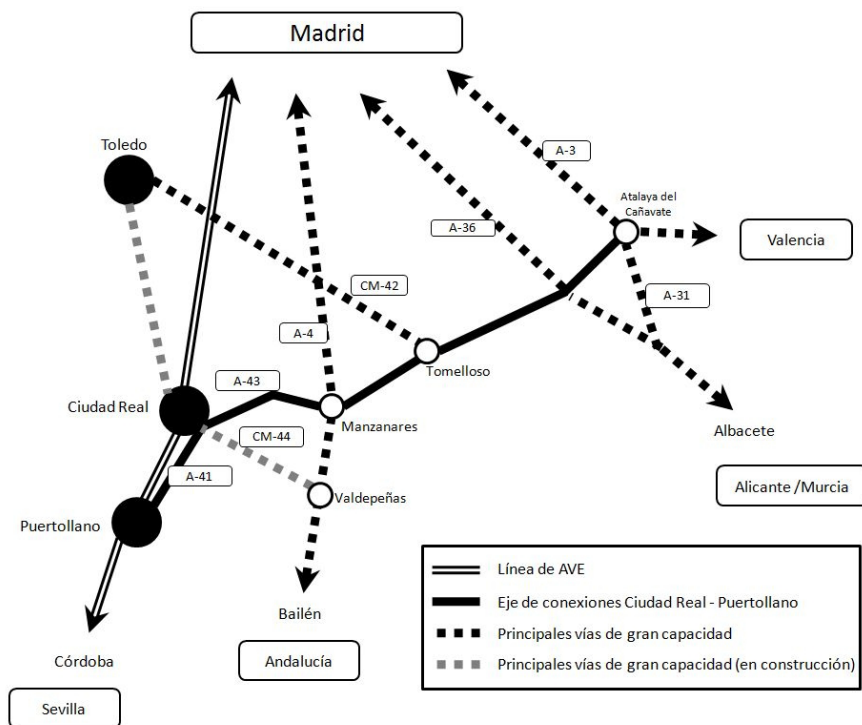 Madrid
Toledo
A-3
Atalaya del
Cañavate
A-36
Valencia
CM-42
A-31
A-4
Tomelloso
A-43
Ciudad Real
Manzanares
CM-44
Albacete
A-41
Alicante /Murcia
Valdepeñas
Puertollano
Línea de AVE
Eje de conexiones Ciudad Real - Puertollano
Bailén
Principales vías de gran capacidad
Córdoba
Andalucía
Principales vías de gran capacidad (en construcción)
Sevilla